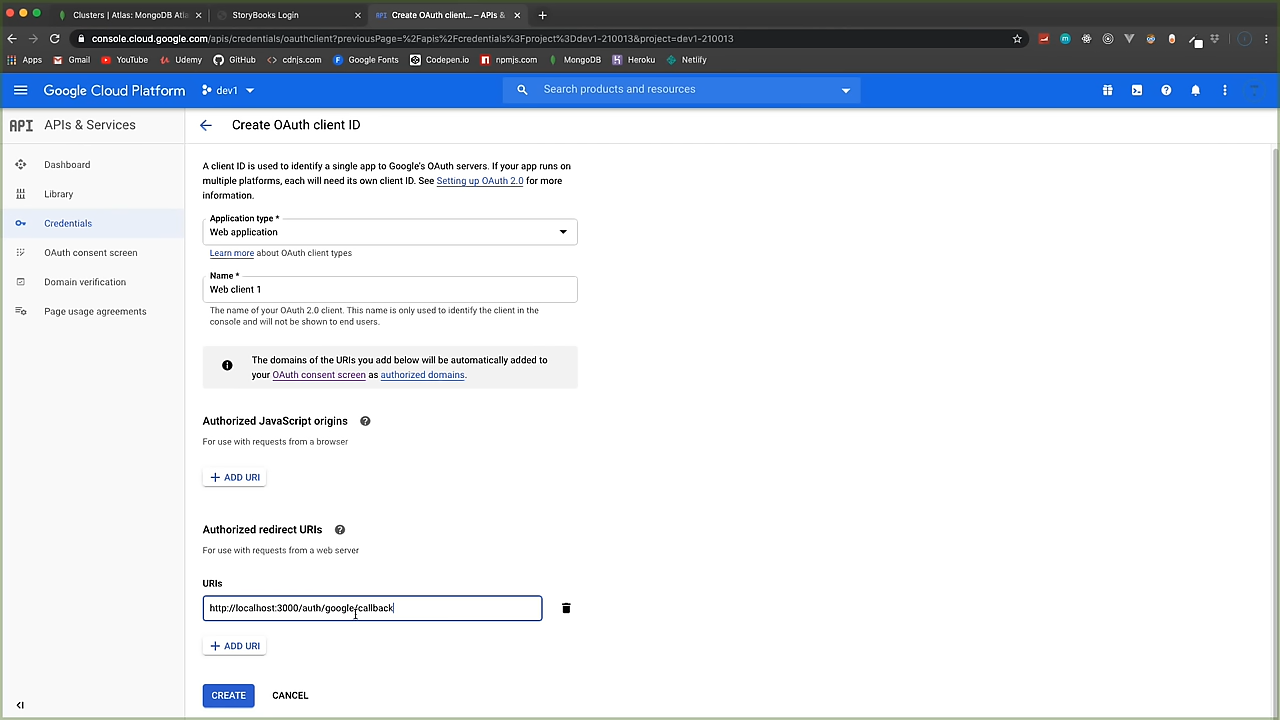 Clusters | Atlas: MongoDB Atla
StoryBooks Login
API Create OAuth client... – APIs &
console.cloud.google.com/apis/credentials/oauthclient?previousPage=%2Fapis%2Fcredentials%3Fproject%3Ddev1-210013&project=dev1-210013
Apps Gmail YouTube Udemy GitHub cdnjs.com Google Fonts Codepen.io npmjs.com MongoDB Heroku Netlify
Google Cloud Platform dev1 Search products and resources
API APIs & Services
Create OAuth client ID
Dashboard
Library
Credentials
OAuth consent screen
Domain verification
Page usage agreements
A client ID is used to identify a single app to Google's OAuth servers. If your app runs on
multiple platforms, each will need its own client ID. See Setting up OAuth 2.0 for more
information.
Application type *
Web application
Learn more about OAuth client types
Name *
Web client 1
The name of your OAuth 2.0 client. This name is only used to identify the client in the
console and will not be shown to end users.
The domains of the URIs you add below will be automatically added to
your OAuth consent screen as authorized domains.
Authorized JavaScript origins
For use with requests from a browser
+ ADD URI
Authorized redirect URIs
For use with requests from a web server
URIs
http://localhost:3000/auth/google/callback
+ ADD URI
CREATE CANCEL